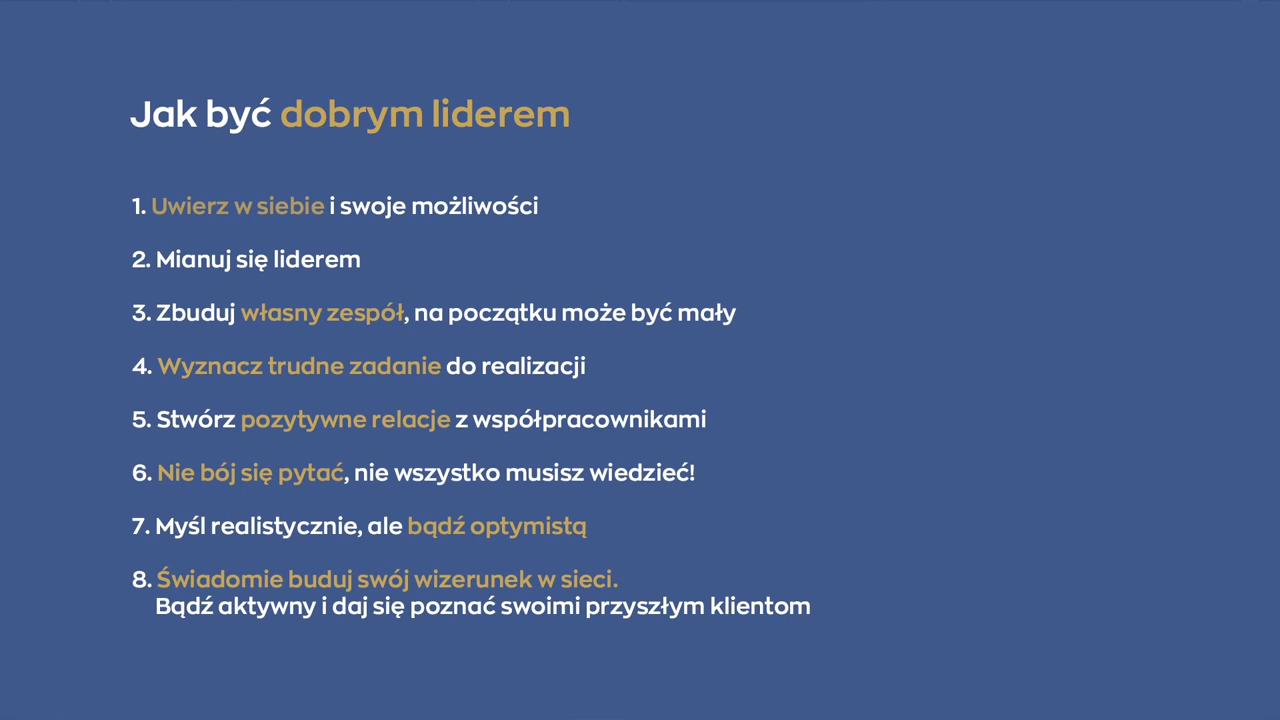 Jak być dobrym liderem
1. Uwierz w siebie i swoje możliwości
2. Mianuj się liderem
3. Zbuduj własny zespół, na początku może być mały
4. Wyznacz trudne zadanie do realizacji
5. Stwórz pozytywne relacje z współpracownikami
6. Nie bój się pytać, nie wszystko musisz wiedzieć!
7. Myśl realistycznie, ale bądź optymistą
8. Świadomie buduj swój wizerunek w sieci.
Bądź aktywny i daj się poznać swoimi przyszłym klientom